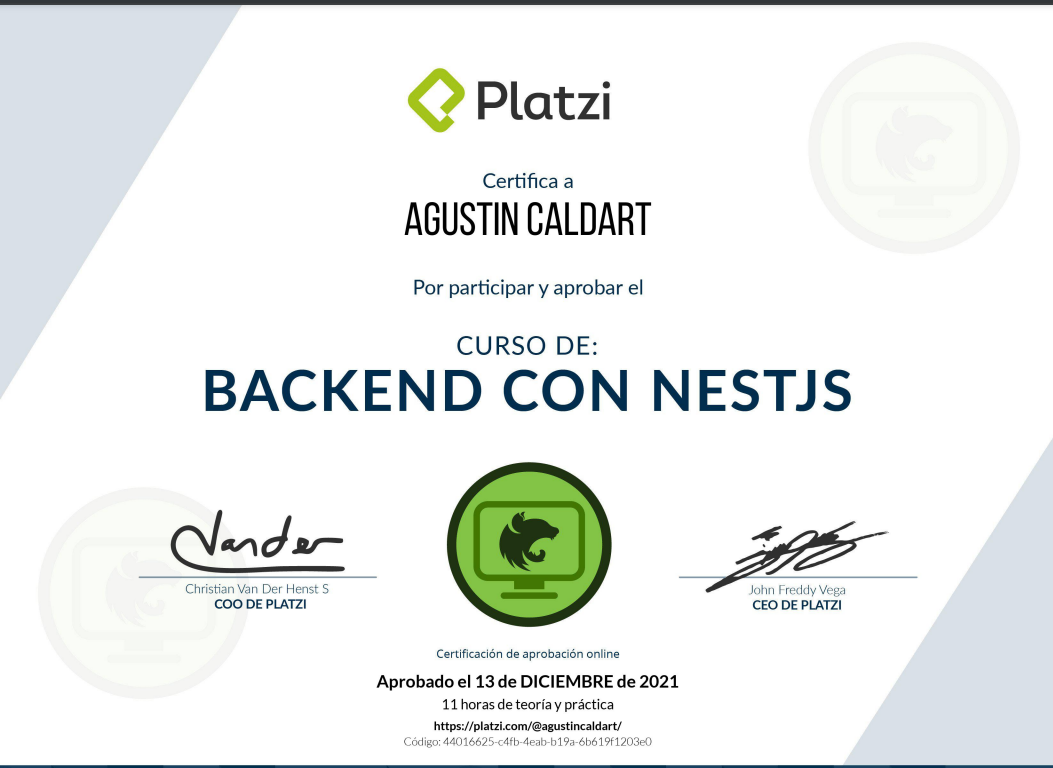 Platzi
Certifica a
AGUSTIN CALDART
Por participar y aprobar el
CURSO DE:
BACKEND CON NESTJS
Vander
Christian Van Der Henst S
COO DE PLATZI
John Freddy Vega
CEO DE PLATZI
Certificación de aprobación online
Aprobado el 13 de DICIEMBRE de 2021
11 horas de teoría y práctica
https://platzi.com/@agustincaldart/
Código: 44016625-c4fb-4eab-b19a-6b619f1203e0